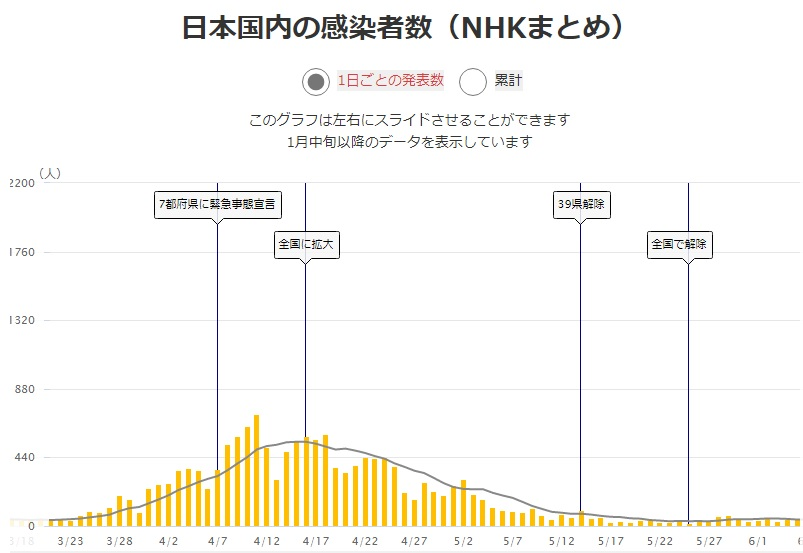 日本国内の感染者数（NHKまとめ）
1日ごとの発表数 累計
このグラフは左右にスライドさせることができます
1月中旬以降のデータを表示しています
（人）
2200
7都府県に緊急事態宣言 39県解除
全国に拡大 全国で解除
1760
1320
880
440
0
3/18 3/23 3/28 4/2 4/7 4/12 4/17 4/22 4/27 5/2 5/7 5/12 5/17 5/22 5/27 6/1